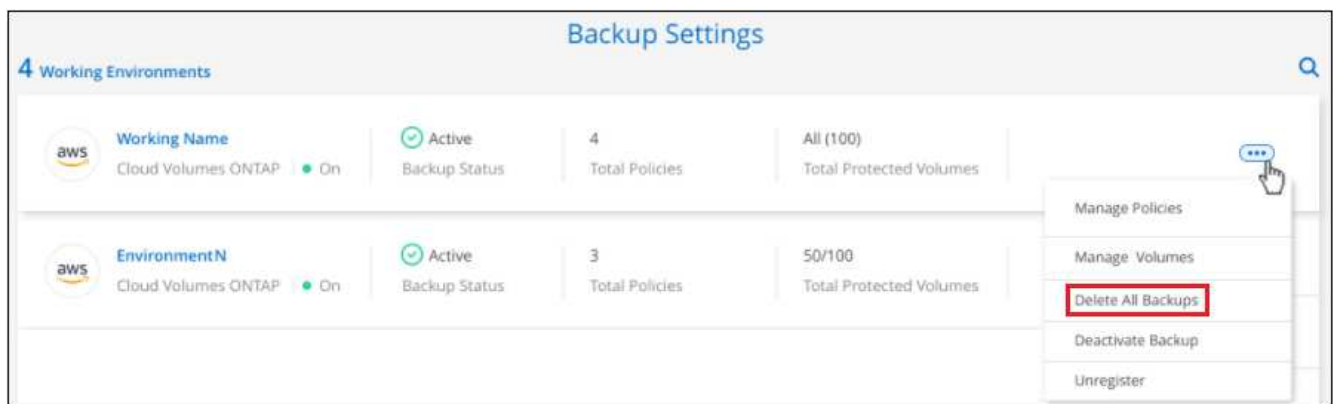 Backup Settings
4 Working Environments
aws
Working Name
Cloud Volumes ONTAP
On
Active
Backup Status
4
Total Policies
All (100)
Total Protected Volumes
Manage Policies
Manage Volumes
Delete All Backups
Deactivate Backup
Unregister
aws
EnvironmentN
Cloud Volumes ONTAP
On
Active
Backup Status
3
Total Policies
50/100
Total Protected Volumes